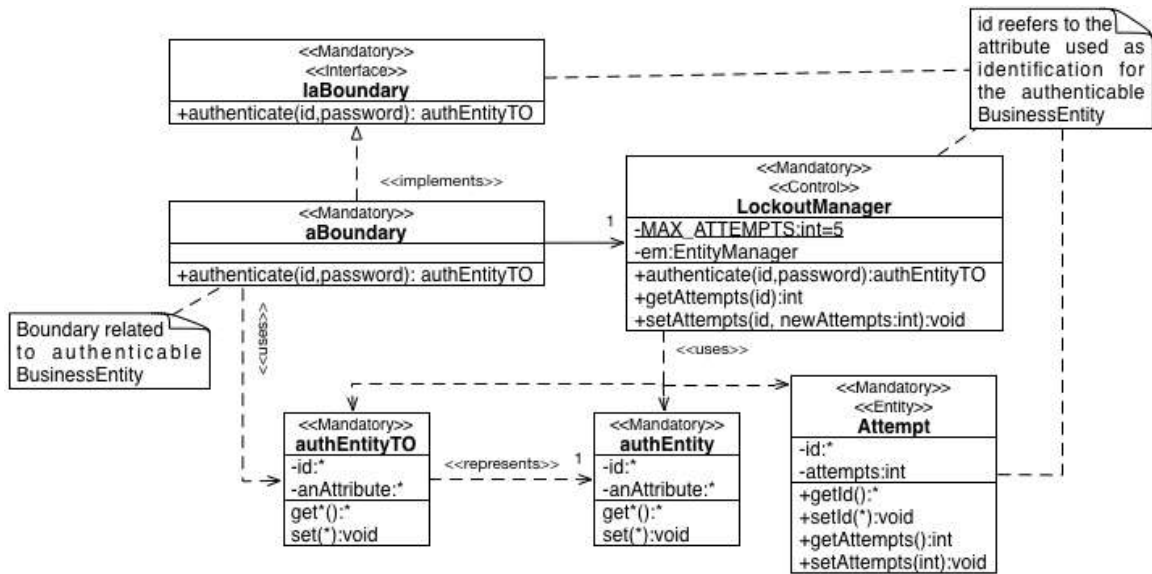 <<Mandatory>>
<<Interface>>
IaBoundary
+authenticate(id,password): authEntityTO
id reefers to the
attribute used as
identification for
the authenticable
BusinessEntity
<<implements>>
<<Mandatory>>
aBoundary
+authenticate(id,password): authEntityTO
1
<<Mandatory>>
<<Control>>
LockoutManager
-MAX_ATTEMPTS:int=5
-em:EntityManager
+authenticate(id,password):authEntityTO
+getAttempts(id):int
+setAttempts(id, newAttempts:int):void
Boundary related
to authenticable
BusinessEntity
<<uses>>
<<uses>>
<<Mandatory>>
authEntityTO
-id:*
-anAttribute:*
get*():*
set(*):void
<<represents>>
1
<<Mandatory>>
authEntity
-id:*
-anAttribute:*
get*():*
set(*):void
<<Mandatory>>
<<Entity>>
Attempt
-id:*
-attempts:int
+getId():*
+setId(*):void
+getAttempts():int
+setAttempts(int):void